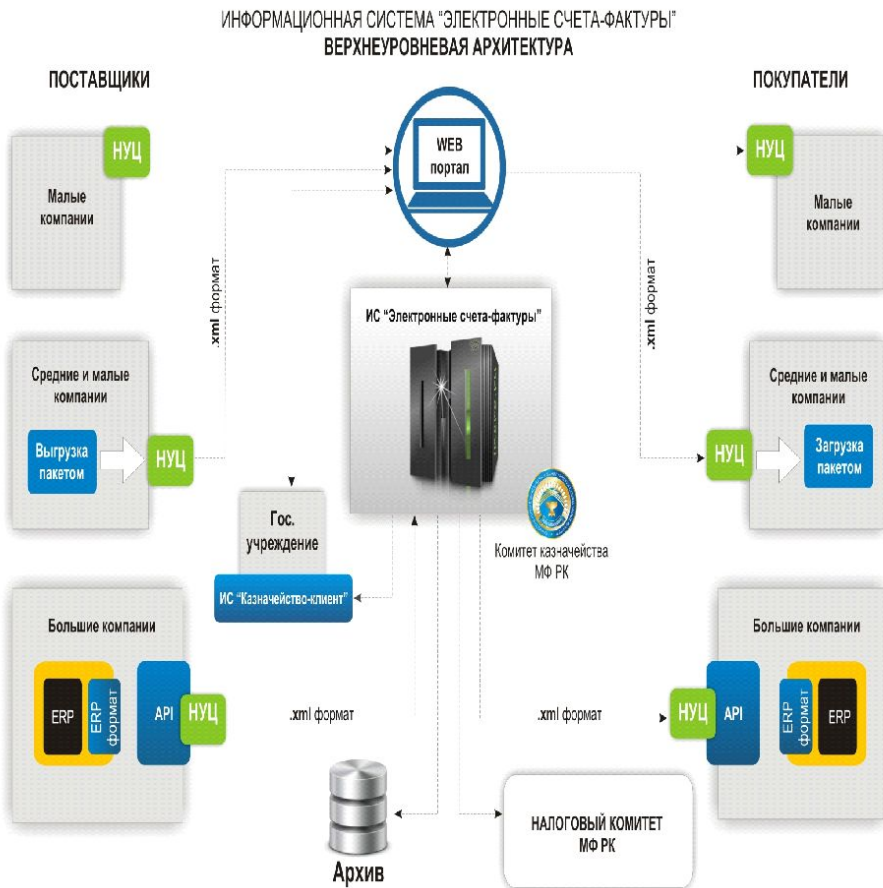 ИНФОРМАЦИОННАЯ СИСТЕМА “ЭЛЕКТРОННЫЕ СЧЕТА-ФАКТУРЫ”
ВЕРХНЕУРОВНЕВАЯ АРХИТЕКТУРА
ПОСТАВЩИКИ
ПОКУПАТЕЛИ
НУЦ
Малые
компании
WEB
портал
НУЦ
Малые
компании
.xml формат
.xml формат
ИС “Электронные счета-фактуры”
Средние и малые
компании
Выгрузка
пакетом
НУЦ
Средние и малые
компании
НУЦ
Загрузка
пакетом
Гос.
учреждение
ИС “Казначейство-клиент”
Комитет казначейства
МФ РК
Большие компании
ERP
ERP
формат
API
НУЦ
.xml формат
.xml формат
Большие компании
НУЦ
API
ERP
формат
ERP
Архив
НАЛОГОВЫЙ КОМИТЕТ
МФ РК